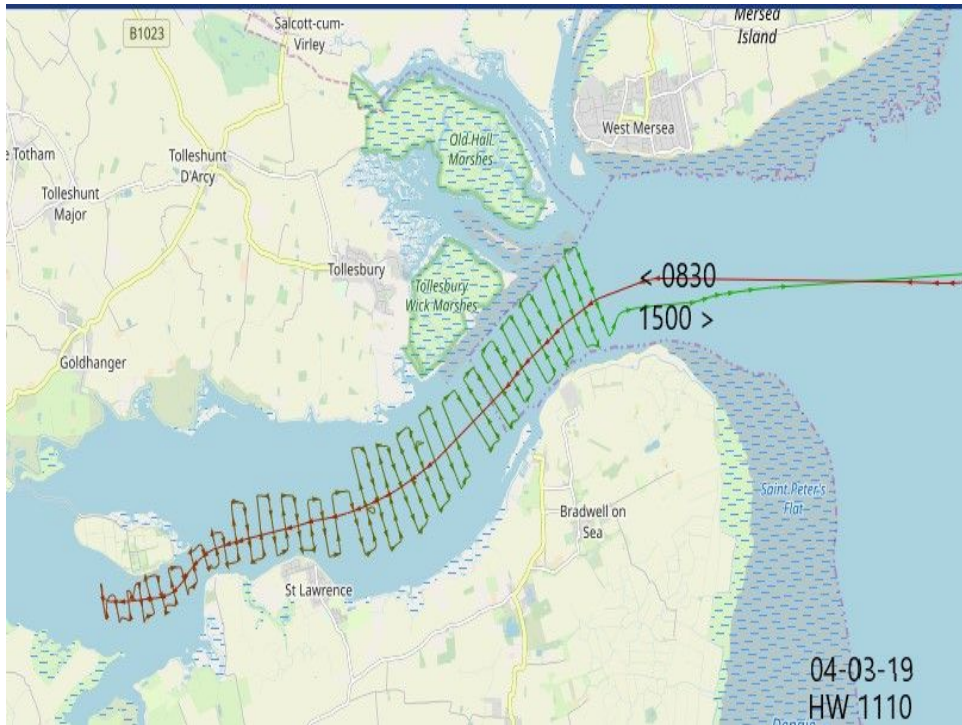 Mersea
Island
Salcott-cum-
Virley
B1023
West Mersea
Old Hall
Marshes
e Totham
Tolleshunt
D'Arcy
Tolleshunt
Major
Tollesbury
Tollesbury
Wick Marshes
< 0830
1500 >
Goldhanger
Saint Peter's
Flat
Bradwell on
Sea
St Lawrence
04-03-19
HW 1110
Dengie